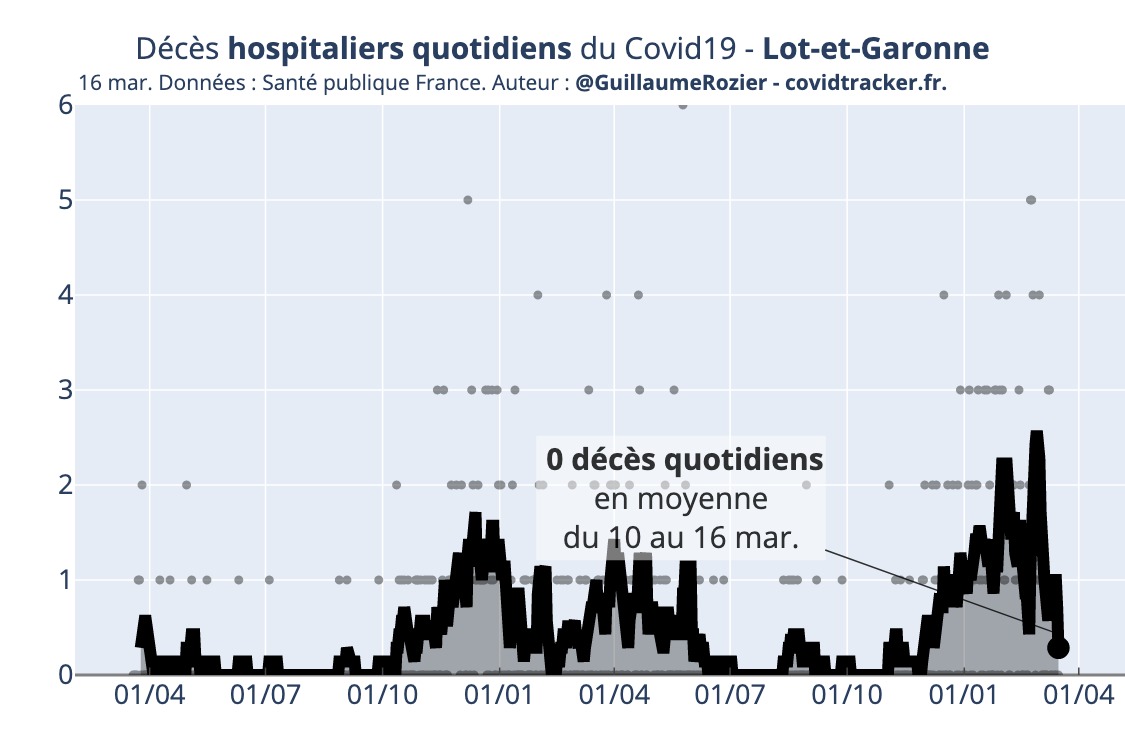 Décès hospitaliers quotidiens du Covid19 - Lot-et-Garonne
16 mar. Données : Santé publique France. Auteur : @GuillaumeRozier - covidtracker.fr.
6
5
4
3
2
1
0
0 décès quotidiens
en moyenne
du 10 au 16 mar.
01/04 01/07 01/10 01/01 01/04 01/07 01/10 01/01 01/04